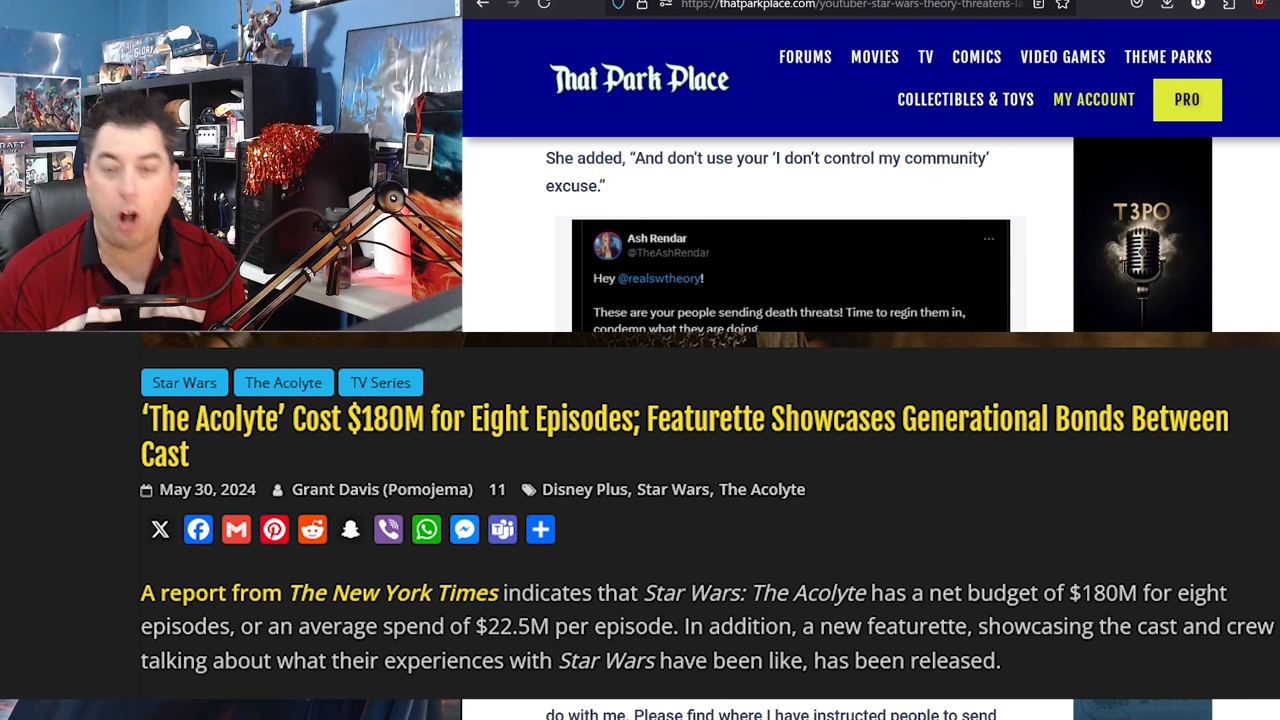 https://thatparkplace.com/youtuber-star-wars-theory-threatens-la
That Park Place
FORUMS MOVIES TV COMICS VIDEO GAMES THEME PARKS
COLLECTIBLES & TOYS MY ACCOUNT PRO
She added, “And don’t use your ‘I don’t control my community’
excuse.”
T3PO
Ash Rendar
@TheAshRendar
Hey @realswtheory!
These are your people sending death threats! Time to regin them in,
condemn what they are doing.
Star Wars The Acolyte TV Series
‘The Acolyte’ Cost $180M for Eight Episodes; Featurette Showcases Generational Bonds Between
Cast
May 30, 2024 Grant Davis (Pomojema) 11 Disney Plus, Star Wars, The Acolyte
A report from The New York Times indicates that Star Wars: The Acolyte has a net budget of $180M for eight
episodes, or an average spend of $22.5M per episode. In addition, a new featurette, showcasing the cast and crew
talking about what their experiences with Star Wars have been like, has been released.
do with me. Please find where I have instructed people to send